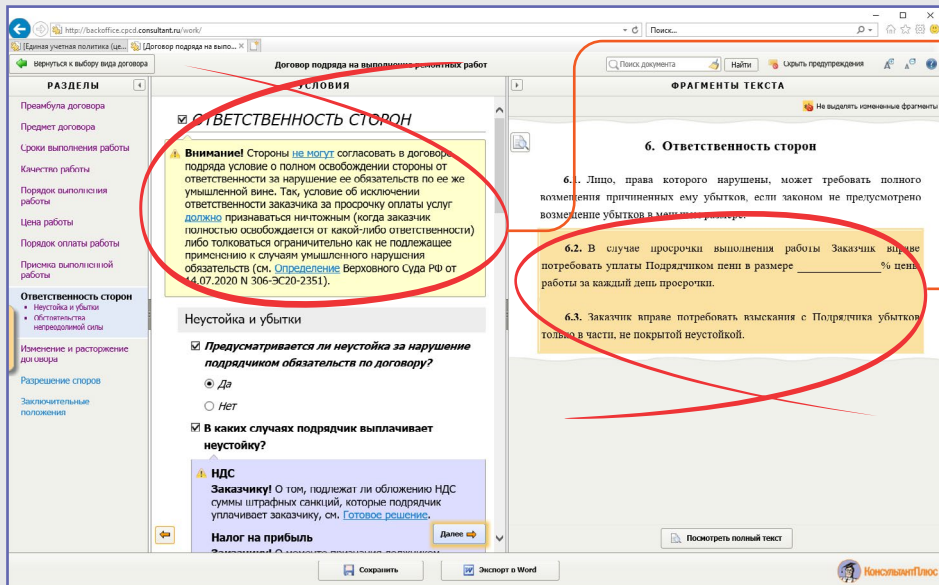 http://backoffice.cpcd.consultant.ru/work/
Поиск...
[Единая учетная политика (це...
[Договор подряда на выпо...
Вернуться к выбору вида договора
Договор подряда на выполнение ремонтных работ
Поиск документа
Найти
Скрыть предупреждения
РАЗДЕЛЫ
Преамбула договора
Предмет договора
Сроки выполнения работы
Качество работы
Порядок выполнения
работы
Цена работы
Порядок оплаты работы
Приемка выполненной
работы
Ответственность сторон
• Неустойка и убытки
• Обстоятельства
непреодолимой силы
Изменение и расторжение
договора
Разрешение споров
Заключительные
положения
УСЛОВИЯ
ОТВЕТСТВЕННОСТЬ СТОРОН
Внимание! Стороны не могут согласовать в договоре
подряда условие о полном освобождении стороны от
ответственности за нарушение ее обязательств по ее же
умышленной вине. Так, условие об исключении
ответственности заказчика за просрочку оплаты услуг
должно признаваться ничтожным (когда заказчик
полностью освобождается от какой-либо ответственности)
либо толковаться ограничительно как не подлежащее
применению к случаям умышленного нарушения
обязательств (см. Определение Верховного Суда РФ от
14.07.2020 N 306-ЭС20-2351).
Неустойка и убытки
Предусматривается ли неустойка за нарушение
подрядчиком обязательств по договору?
Да
Нет
В каких случаях подрядчик выплачивает
неустойку?
НДС
Заказчику! О том, подлежат ли обложению НДС
суммы штрафных санкций, которые подрядчик
уплачивает заказчику, см. Готовое решение.
Налог на прибыль
Далее
ФРАГМЕНТЫ ТЕКСТА
Не выделять измененные фрагменты
6. Ответственность сторон
6.1. Лицо, права которого нарушены, может требовать полного
возмещения причиненных ему убытков, если законом не предусмотрено
возмещение убытков в меньшем размере.
6.2. В случае просрочки выполнения работы Заказчик вправе
потребовать уплаты Подрядчиком пени в размере ______________% цены
работы за каждый день просрочки.
6.3. Заказчик вправе потребовать взыскания с Подрядчика убытков
только в части, не покрытой неустойкой.
Посмотреть полный текст
Сохранить
Экспорт в Word
КонсультантПлюс